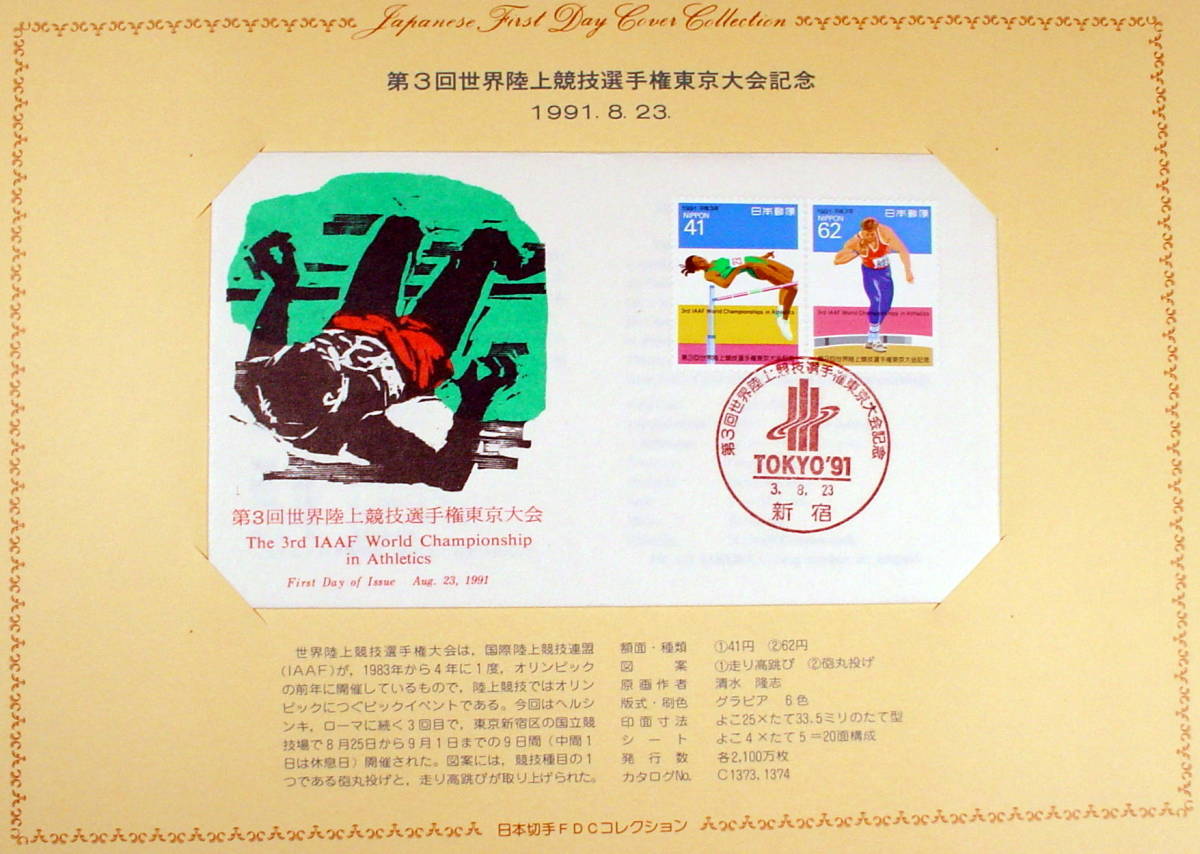 Japanese First Day Cover Collection
第3回世界陸上競技選手権東京大会記念
1991. 8. 23.
1991 平成3年
NIPPON
日本郵便
41
3rd IAAF World Championships in Athletics
第3回世界陸上競技選手権東京大会記念
1991 平成3年
NIPPON
日本郵便
62
3rd IAAF World Championships in Athletics
第3回世界陸上競技選手権東京大会記念
第3回世界陸上競技選手権東京大会記念
TOKYO'91
3. 8. 23
新宿
第3回世界陸上競技選手権東京大会
The 3rd IAAF World Championship
in Athletics
First Day of Issue Aug. 23, 1991
世界陸上競技選手権大会は，国際陸上競技連盟
(IAAF)が，1983年から4年に1度，オリンピック
の前年に開催しているもので，陸上競技ではオリン
ピックにつぐビックイベントである。今回はヘルシ
ンキ，ローマに続く3回目で，東京新宿区の国立競
技場で8月25日から9月1日までの9日間（中間1
日は休息日）開催された。図案には，競技種目の1
つである砲丸投げと，走り高跳びが取り上げられた。
額面・種類 ①41円 ②62円
図案 ①走り高跳び ②砲丸投げ
原画作者 清水 隆志
版式・刷色 グラビア 6色
印面寸法 よこ25×たて33.5ミリのたて型
シート よこ4×たて5＝20面構成
発行数 各2,100万枚
カタログNo. C1373, 1374
日本切手FDCコレクション